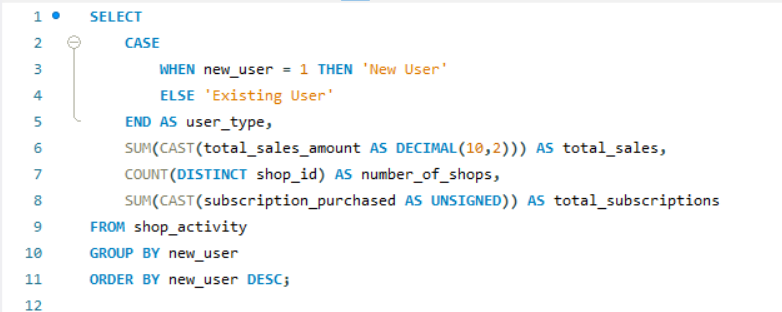 1 SELECT
2 CASE
3 WHEN new_user = 1 THEN 'New User'
4 ELSE 'Existing User'
5 END AS user_type,
6 SUM(CAST(total_sales_amount AS DECIMAL(10,2))) AS total_sales,
7 COUNT(DISTINCT shop_id) AS number_of_shops,
8 SUM(CAST(subscription_purchased AS UNSIGNED)) AS total_subscriptions
9 FROM shop_activity
10 GROUP BY new_user
11 ORDER BY new_user DESC;
12